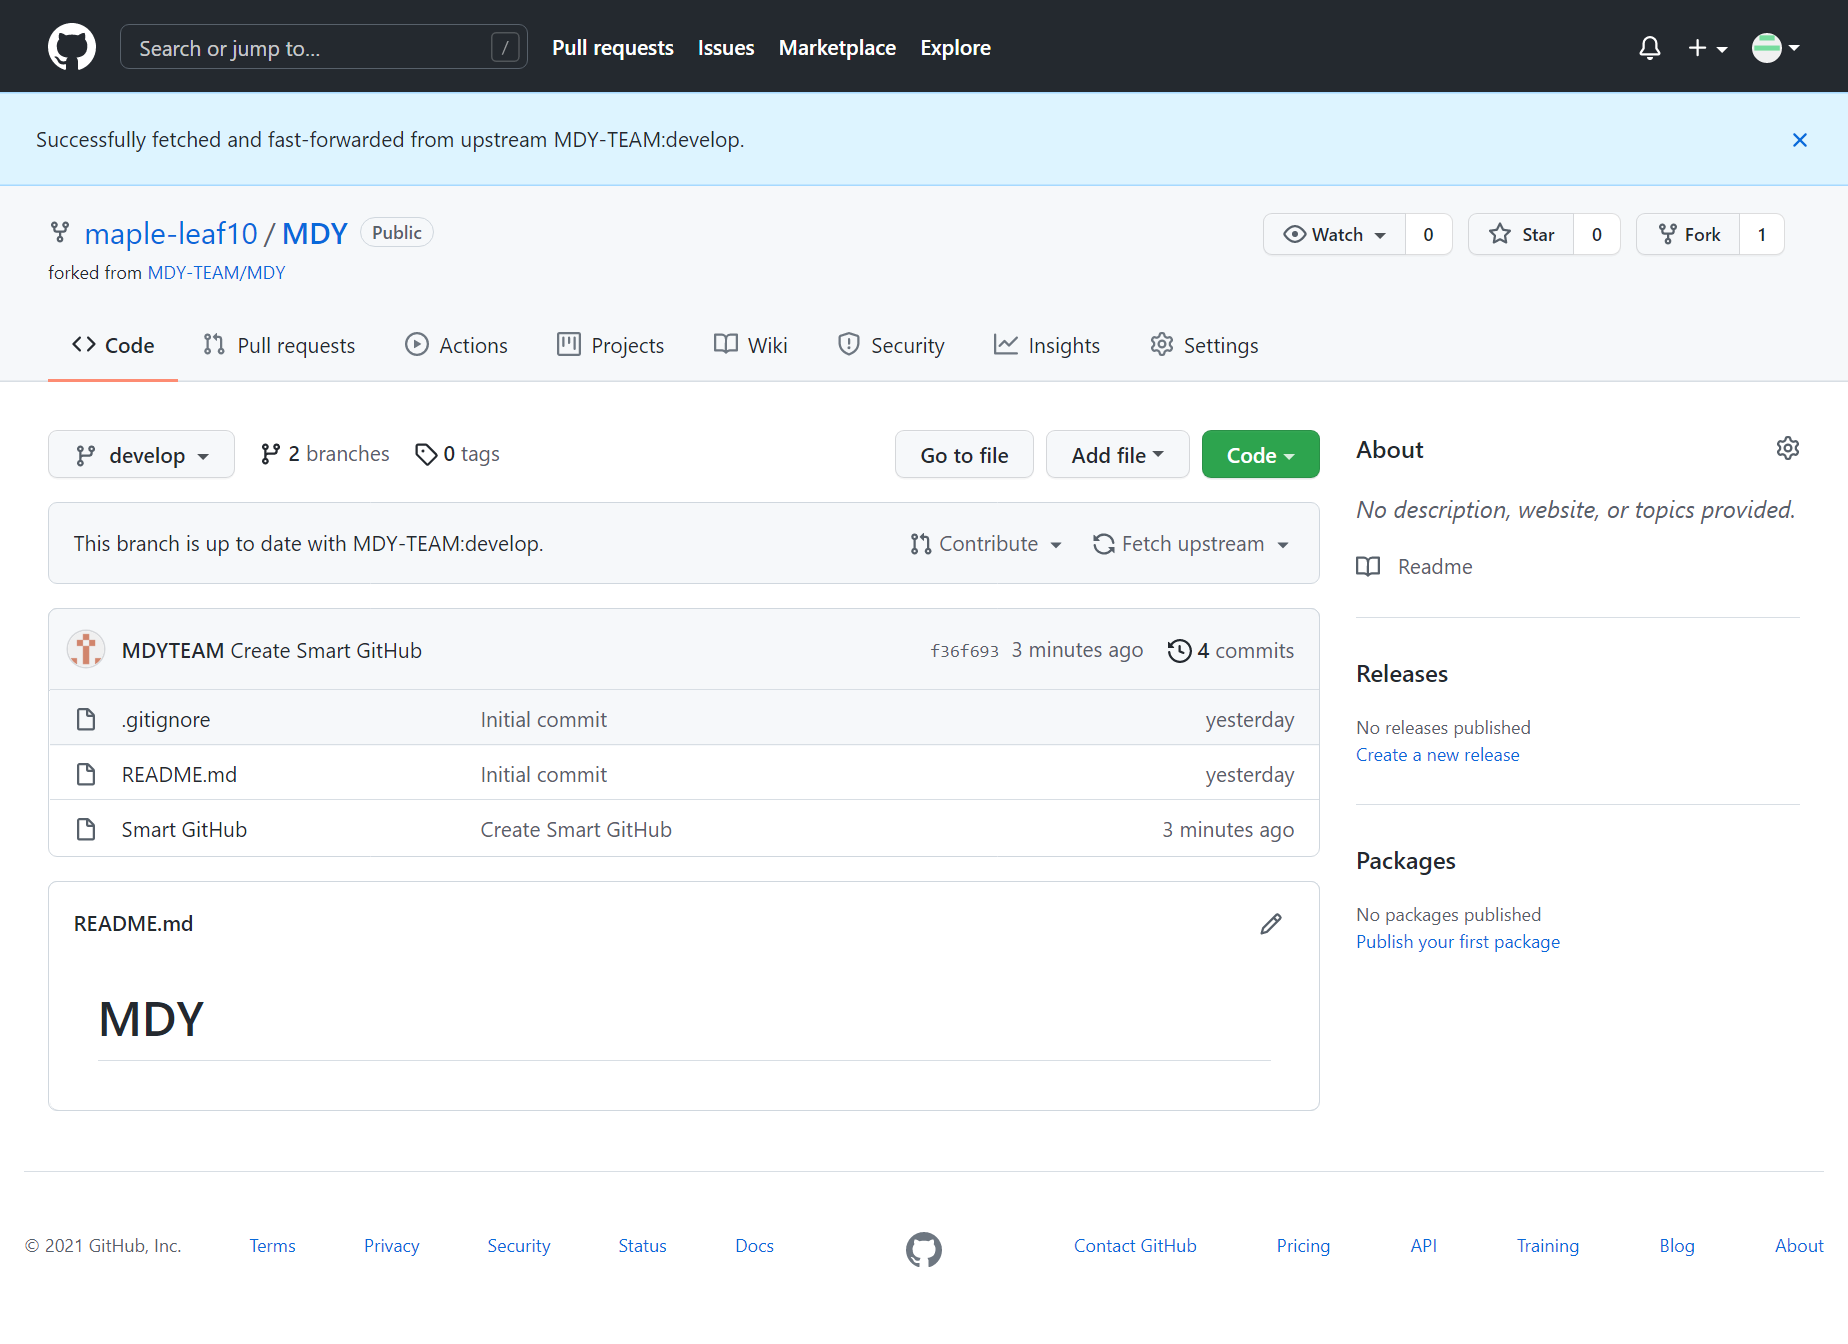 Search or jump to... / Pull requests Issues Marketplace Explore
Successfully fetched and fast-forwarded from upstream MDY-TEAM:develop.
maple-leaf10 / MDY Public Watch 0 Star 0 Fork 1
forked from MDY-TEAM/MDY
Code Pull requests Actions Projects Wiki Security Insights Settings
develop 2 branches 0 tags Go to file Add file Code
This branch is up to date with MDY-TEAM:develop. Contribute Fetch upstream
MDYTEAM Create Smart GitHub f36f693 3 minutes ago 4 commits
.gitignore Initial commit yesterday
README.md Initial commit yesterday
Smart GitHub Create Smart GitHub 3 minutes ago
README.md
MDY
About
No description, website, or topics provided.
Readme
Releases
No releases published
Create a new release
Packages
No packages published
Publish your first package
© 2021 GitHub, Inc. Terms Privacy Security Status Docs Contact GitHub Pricing API Training Blog About